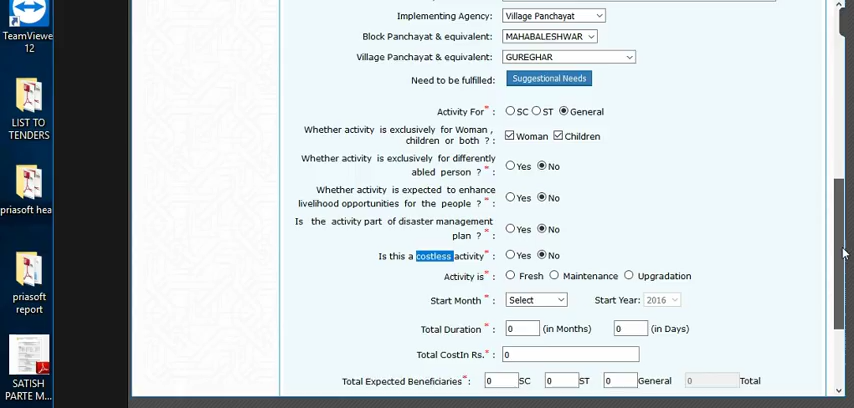 TeamViewe
12
LIST TO
TENDERS
priasoft hea
priasoft
report
SATISH
PARTE M...
Implementing Agency: Village Panchayat
Block Panchayat & equivalent: MAHABALESHWAR
Village Panchayat & equivalent: GUREGHAR
Need to be fulfilled: Suggestional Needs
Activity For * : SC ST General
Whether activity is exclusively for Woman ,
children or both ? : Woman Children
Whether activity is exclusively for differently
abled person ? * : Yes No
Whether activity is expected to enhance
livelihood opportunities for the people ? * : Yes No
Is the activity part of disaster management
plan ? * : Yes No
Is this a costless activity * : Yes No
Activity is * : Fresh Maintenance Upgradation
Start Month * : Select Start Year: 2016
Total Duration * : 0 (in Months) 0 (in Days)
Total CostIn Rs. * : 0
Total Expected Beneficiaries * : 0 SC 0 ST 0 General 0 Total